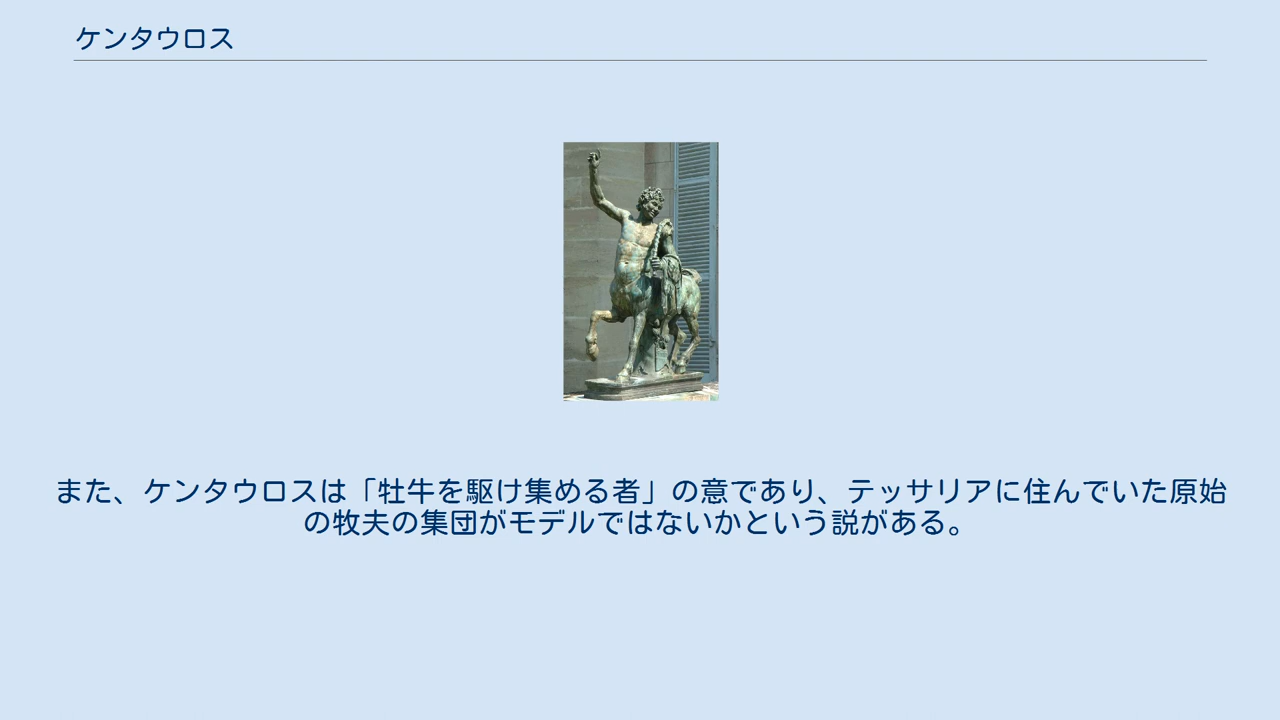 ケンタウロス
また、ケンタウロスは「牡牛を駆け集める者」の意であり、テッサリアに住んでいた原始
の牧夫の集団がモデルではないかという説がある。